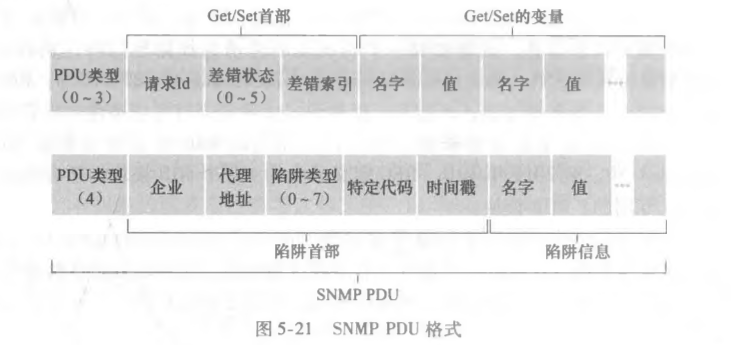 Get/Set首部 Get/Set的变量
PDU类型 请求Id 差错状态 差错索引 名字 值 名字 值 …
(0~3) (0~5)
PDU类型 企业 代理 陷阱类型 特定代码 时间戳 名字 值 …
(4) 地址 (0~7)
陷阱首部 陷阱信息
SNMP PDU
图 5-21 SNMP PDU 格式